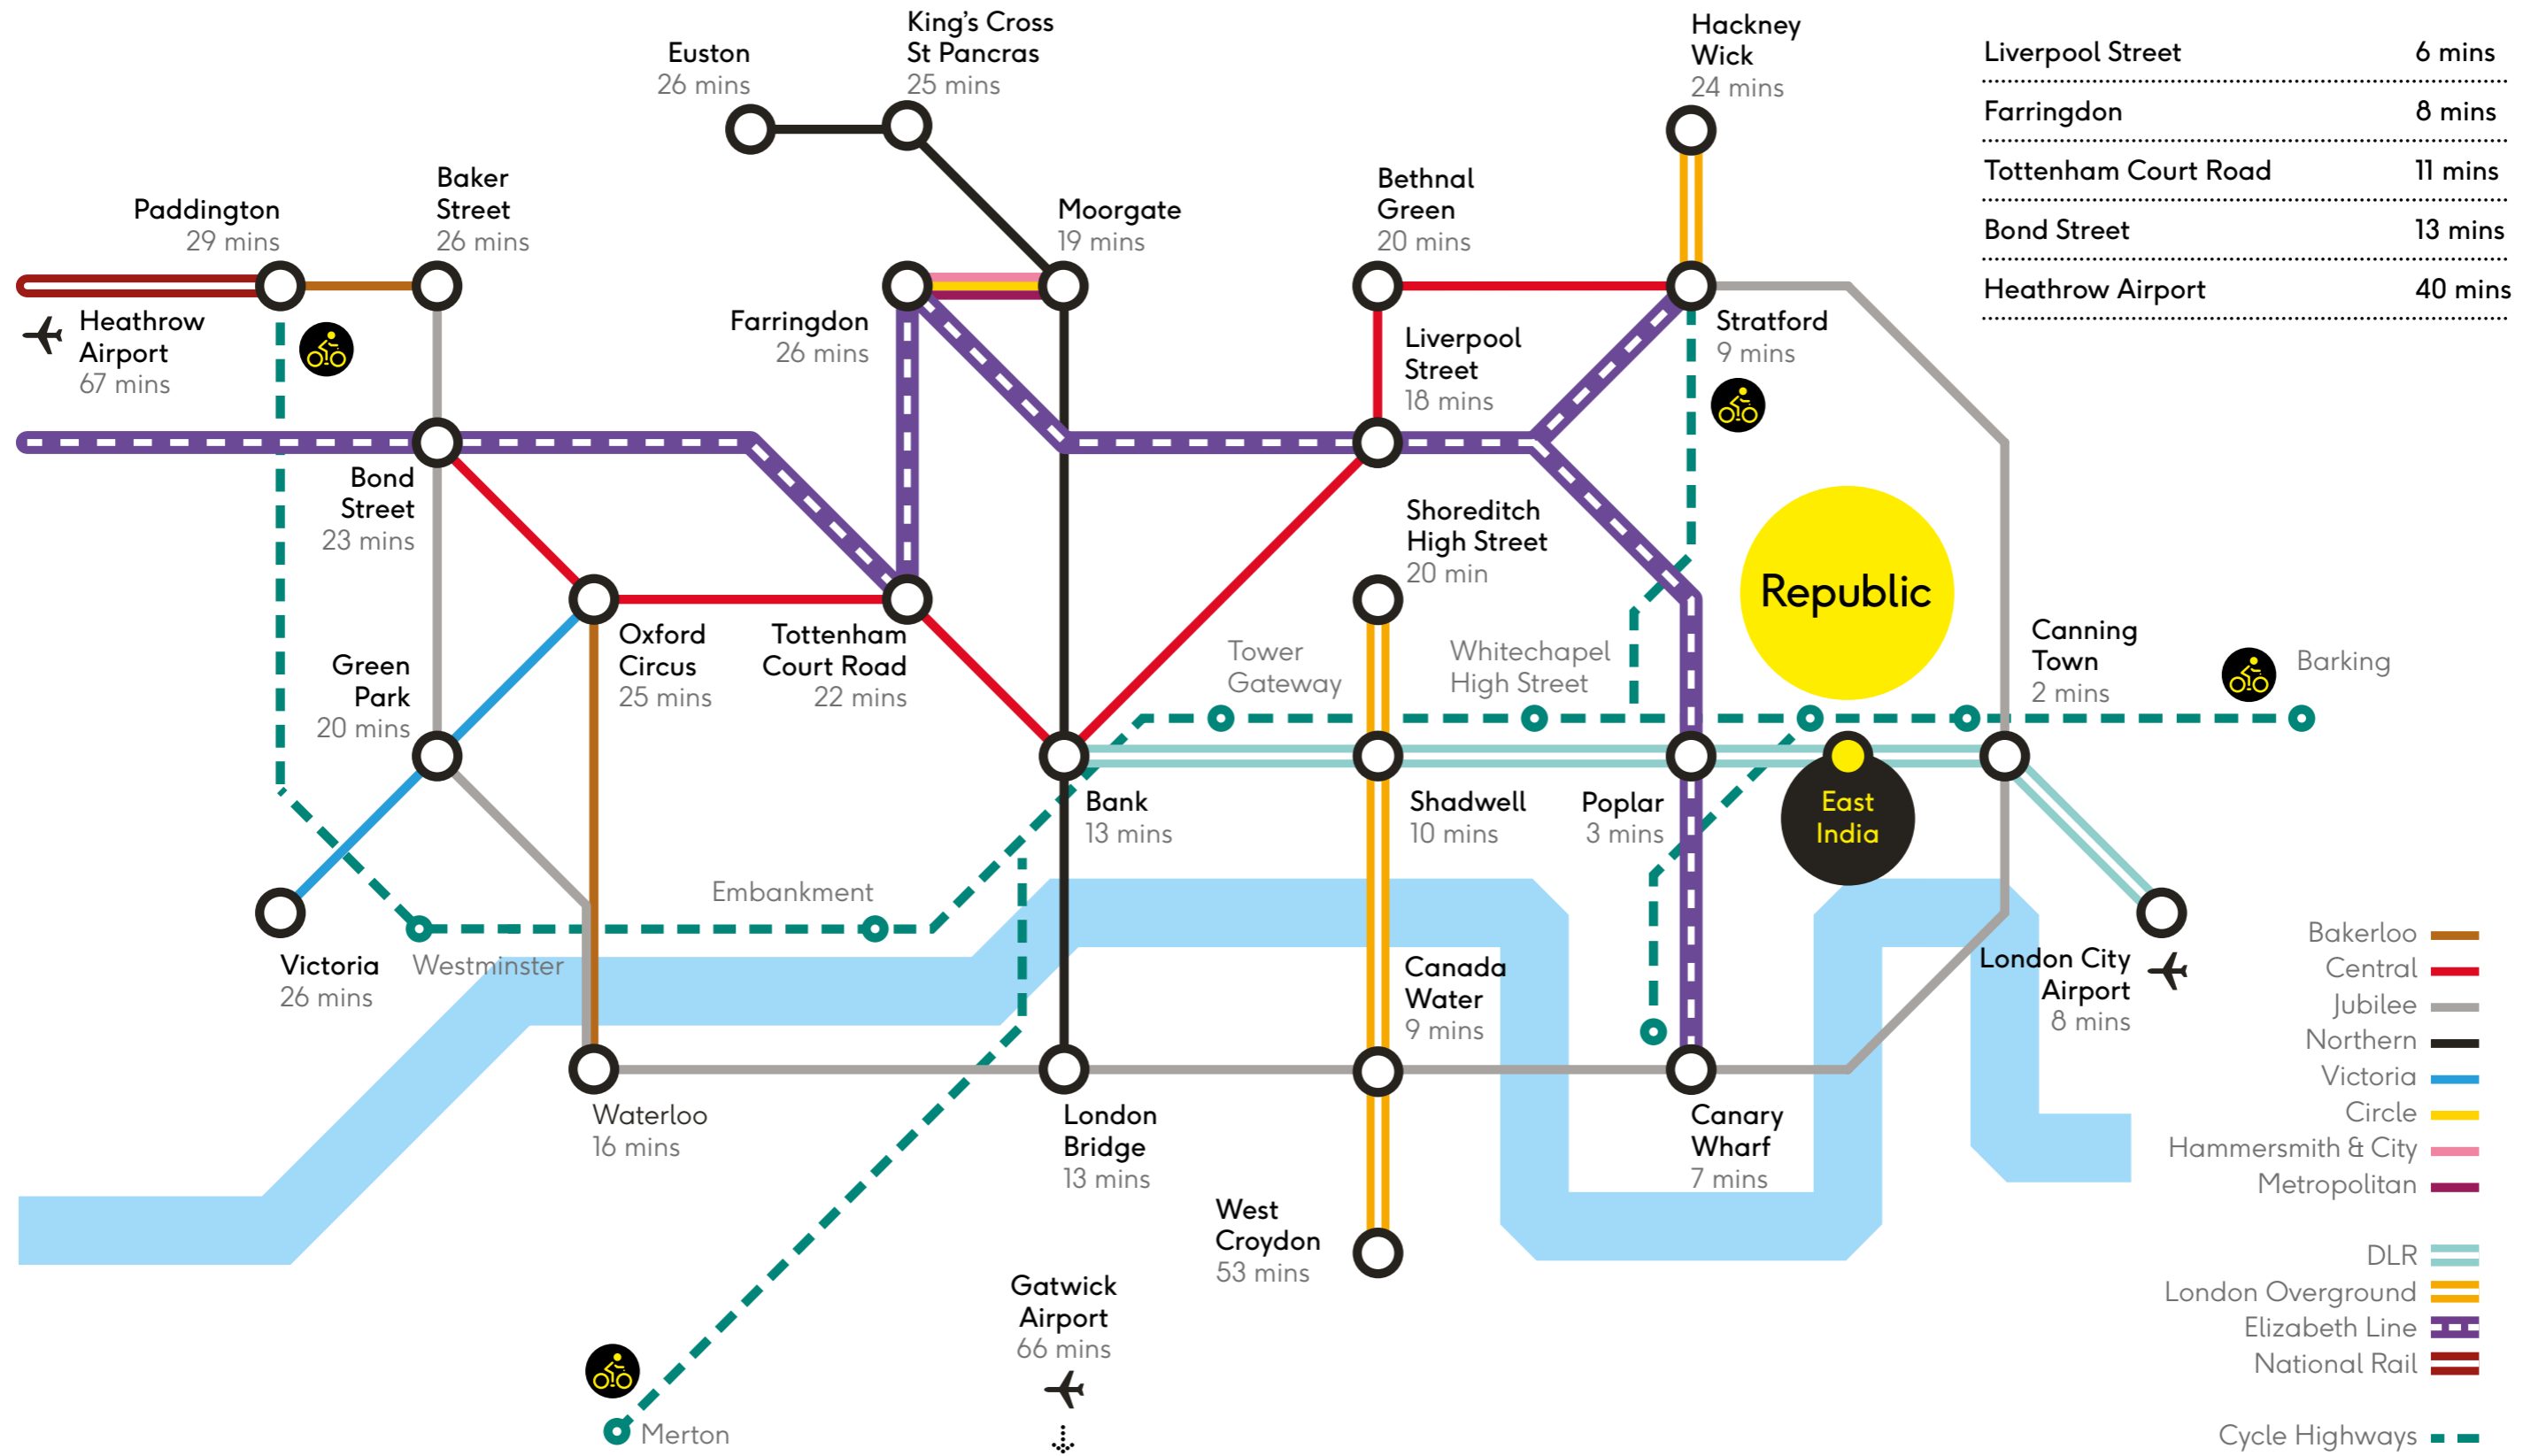 King's Cross
St Pancras
25 mins
Euston
26 mins
Hackney
Wick
24 mins
Liverpool Street 6 mins
Farringdon 8 mins
Tottenham Court Road 11 mins
Bond Street 13 mins
Heathrow Airport 40 mins
Paddington
29 mins
Baker
Street
26 mins
Moorgate
19 mins
Bethnal
Green
20 mins
Heathrow
Airport
67 mins
Farringdon
26 mins
Liverpool
Street
18 mins
Stratford
9 mins
Bond
Street
23 mins
Shoreditch
High Street
20 min
Republic
Oxford
Circus
25 mins
Tottenham
Court Road
22 mins
Green
Park
20 mins
Tower
Gateway
Whitechapel
High Street
Canning
Town
2 mins
Barking
Bank
13 mins
Shadwell
10 mins
Poplar
3 mins
East
India
Embankment
Victoria
26 mins
Westminster
Canada
Water
9 mins
London City
Airport
8 mins
Waterloo
16 mins
London
Bridge
13 mins
Canary
Wharf
7 mins
West
Croydon
53 mins
Gatwick
Airport
66 mins
Merton
Bakerloo
Central
Jubilee
Northern
Victoria
Circle
Hammersmith & City
Metropolitan
DLR
London Overground
Elizabeth Line
National Rail
Cycle Highways